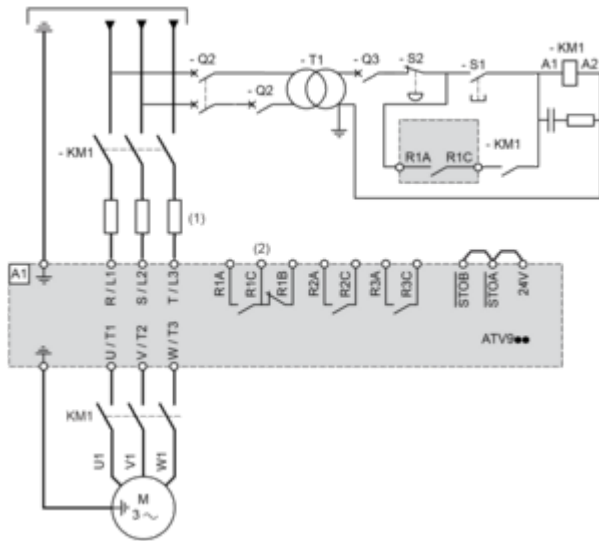 - Q2
- T1
- Q3
- S2
- S1
- KM1
A1
A2
- Q2
- KM1
R1A
R1C
- KM1
(1)
A1
R / L1
S / L2
T / L3
(2)
R1A
R1C
R1B
R2A
R2C
R3A
R3C
STOB
STOA
24V
ATV9●●
U / T1
V / T2
W / T3
KM1
U1
V1
W1
M
3 ~